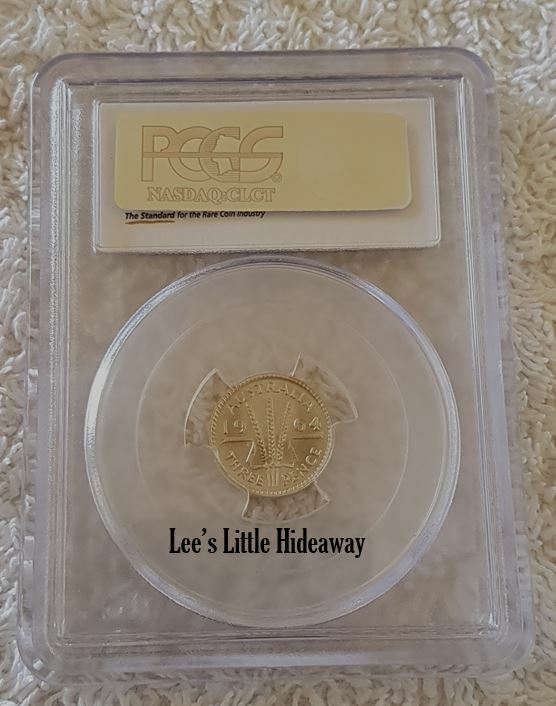 PCGS
NASDAQ:CLCT
The Standard for the Rare Coin Industry
AUSTRALIA
19 64
THREE PENCE
Lee's Little Hideaway